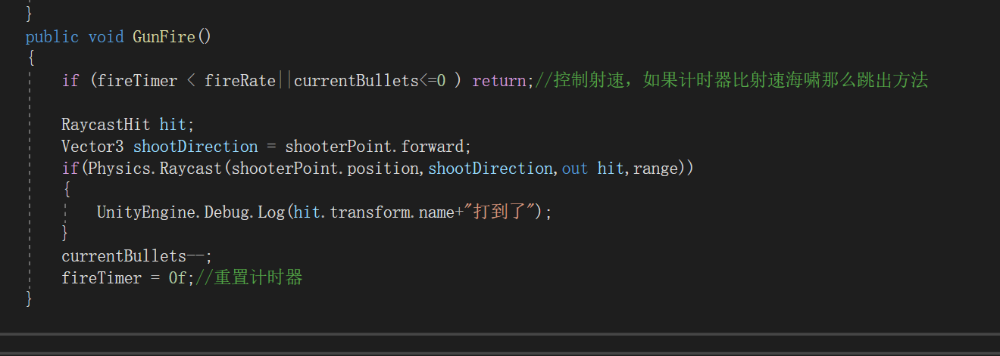 }
public void GunFire()
{
if (fireTimer < fireRate||currentBullets<=0 ) return;//控制射速，如果计时器比射速海啸那么跳出方法
RaycastHit hit;
Vector3 shootDirection = shooterPoint.forward;
if(Physics.Raycast(shooterPoint.position,shootDirection,out hit,range))
{
UnityEngine.Debug.Log(hit.transform.name+"打到了");
}
currentBullets--;
fireTimer = 0f;//重置计时器
}